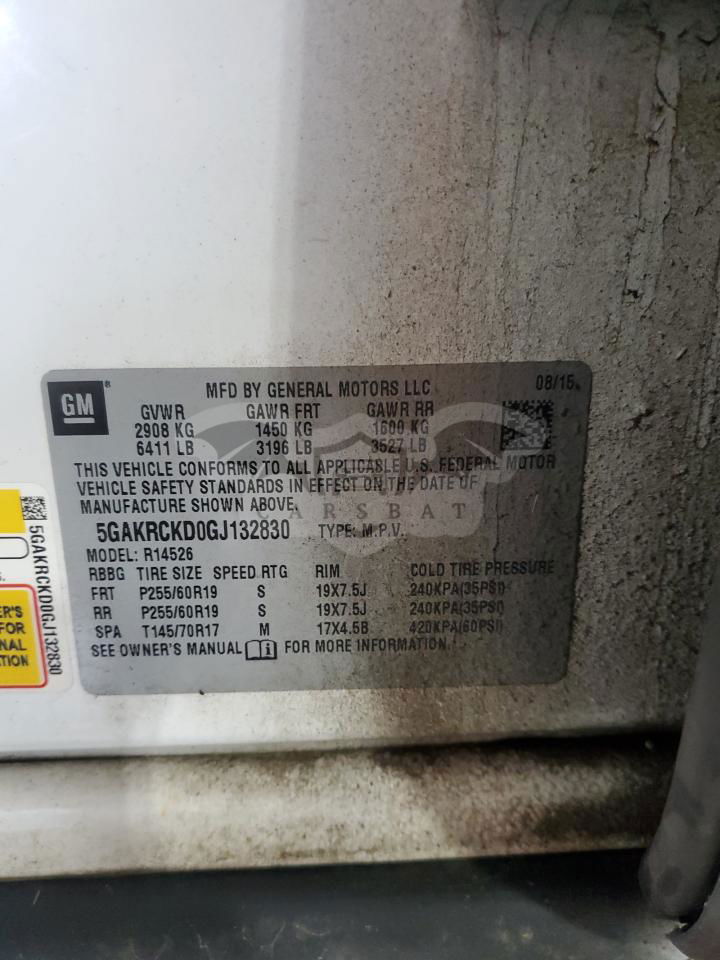 GM
MFD BY GENERAL MOTORS LLC 08/15
GVWR GAWR FRT GAWR RR
2908 KG 1450 KG 1600 KG
6411 LB 3196 LB 3527 LB
THIS VEHICLE CONFORMS TO ALL APPLICABLE U.S. FEDERAL MOTOR
VEHICLE SAFETY STANDARDS IN EFFECT ON THE DATE OF
MANUFACTURE SHOWN ABOVE.
5GAKRCKD0GJ132830 TYPE: M.P.V.
MODEL: R14526
RBBG TIRE SIZE SPEED RTG RIM COLD TIRE PRESSURE
FRT P255/60R19 S 19X7.5J 240KPA(35PSI)
RR P255/60R19 S 19X7.5J 240KPA(35PSI)
SPA T145/70R17 M 17X4.5B 420KPA(60PSI)
SEE OWNER'S MANUAL FOR MORE INFORMATION.
CARSBAT
5GAKRCKD0GJ132830
FOR